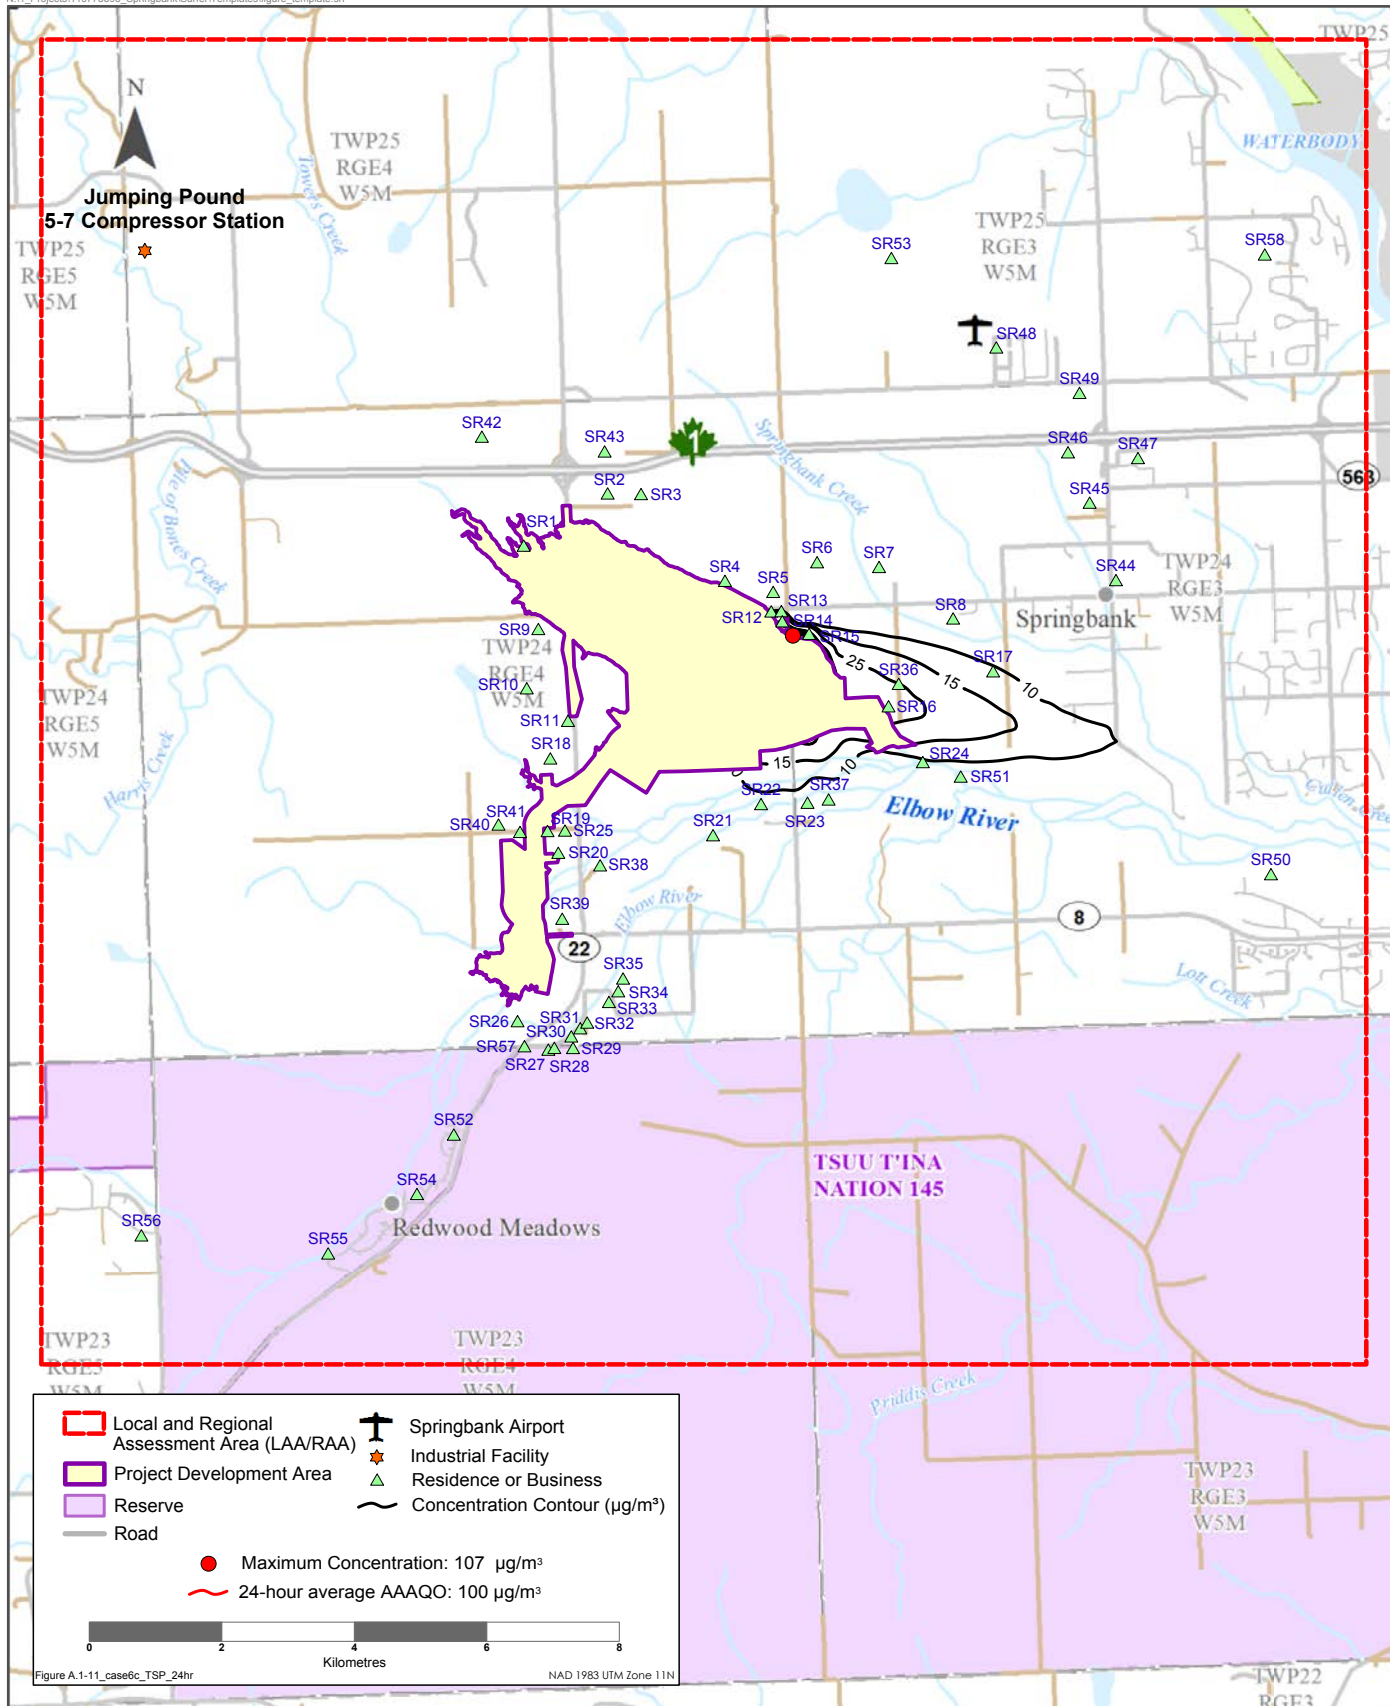 TWP25
N
TWP25
RGE4
W5M
Towers Creek
WATERBODY
Jumping Pound
5-7 Compressor Station
TWP25
RGE5
W5M
TWP25
RGE3
W5M
SR53
SR58
SR48
SR49
SR42
SR43
1
Springbank Creek
SR46
SR47
563
Pile of Bones Creek
SR2
SR3
SR45
SR1
SR6
SR7
SR4
SR5
SR44
TWP24
RGE3
W5M
SR13
SR12
SR14
SR15
SR8
Springbank
SR9
TWP24
RGE4
W5M
SR10
25
SR36
15
SR17
10
TWP24
RGE5
W5M
SR11
SR16
SR18
15
10
SR24
SR51
Harris Creek
SR22
SR37
SR23
Elbow River
Cullen Creek
SR41
SR40
SR19
SR25
SR21
SR20
SR38
SR50
Elbow River
SR39
8
22
SR35
SR34
SR33
Lott Creek
SR26
SR31
SR32
SR30
SR57
SR29
SR27
SR28
SR52
TSUU T'INA
NATION 145
SR54
Redwood Meadows
SR56
SR55
TWP23
RGE5
W5M
TWP23
RGE4
W5M
Priddis Creek
TWP23
RGE3
W5M
Local and Regional
Assessment Area (LAA/RAA)
Project Development Area
Reserve
Road
Springbank Airport
Industrial Facility
Residence or Business
Concentration Contour (µg/m³)
Maximum Concentration: 107 µg/m³
24-hour average AAAQO: 100 µg/m³
0 2 4 6 8
Kilometres
Figure A.1-11_case6c_TSP_24hr
NAD 1983 UTM Zone 11N
TWP22
RGE3